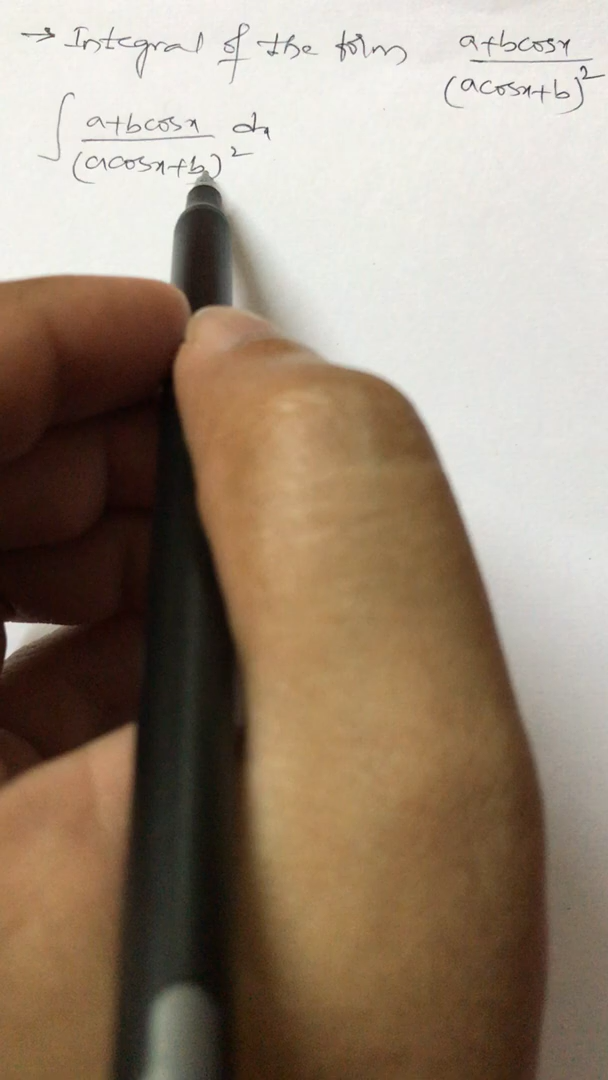 → Integral of the form a+bcosx / (acosx+b)²
∫ a+bcosx / (acosx+b)² dx